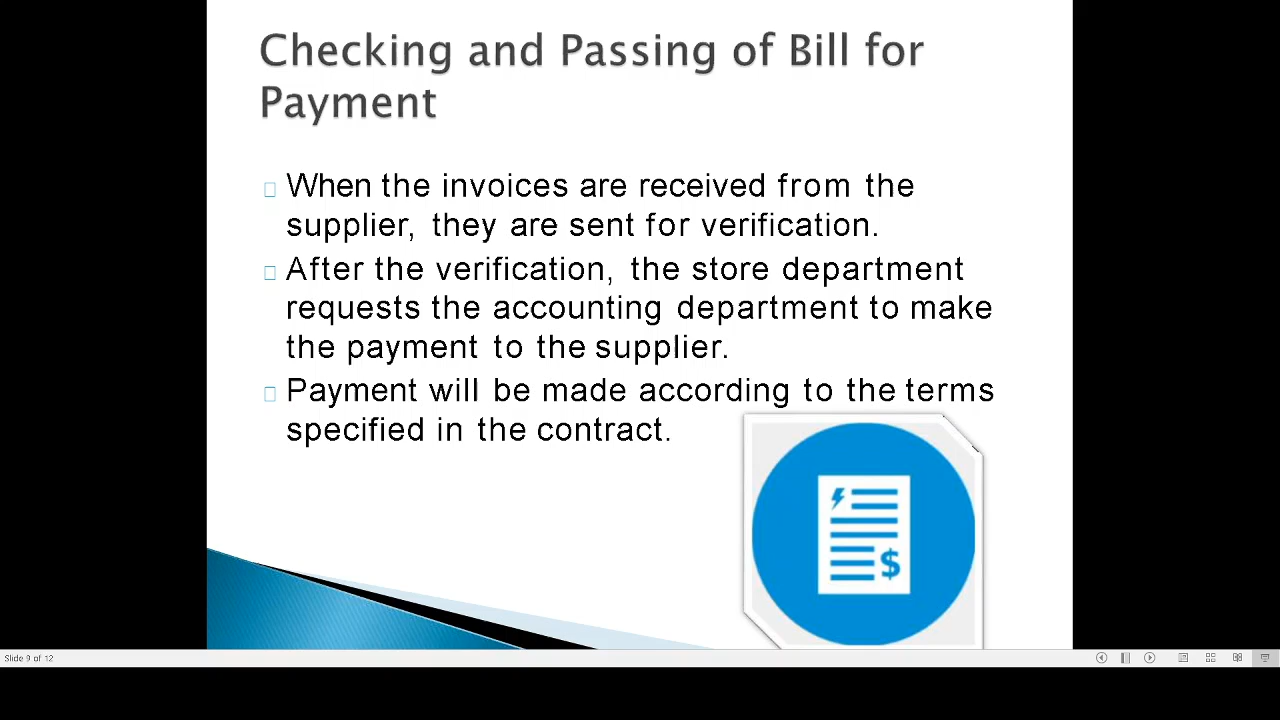 Checking and Passing of Bill for
Payment
When the invoices are received from the
supplier, they are sent for verification.
After the verification, the store department
requests the accounting department to make
the payment to the supplier.
Payment will be made according to the terms
specified in the contract.
$
Slide 9 of 12